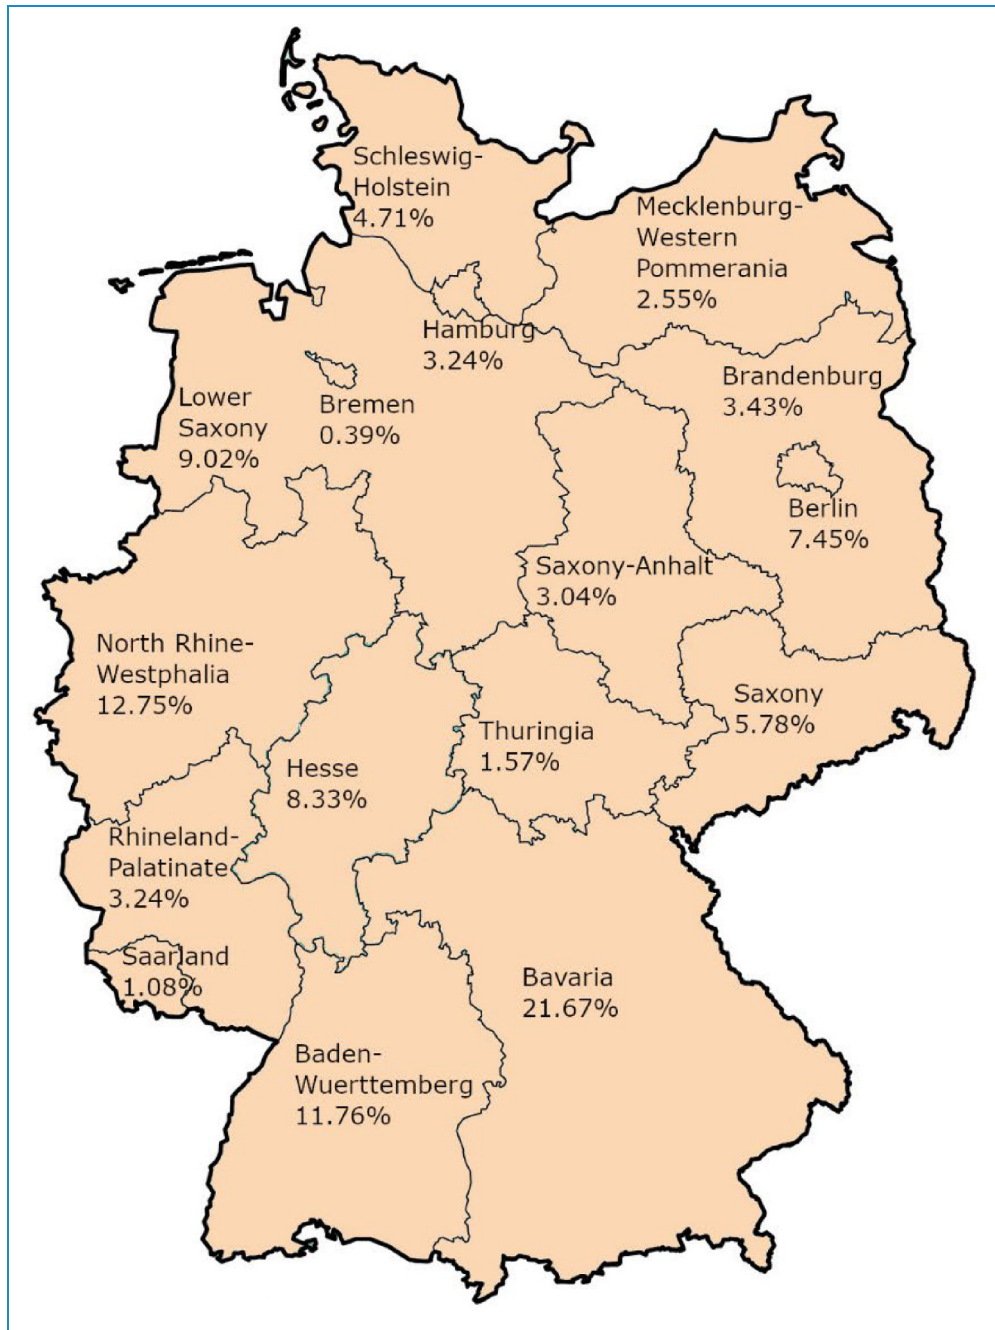 Schleswig-
Holstein
4.71%
Mecklenburg-
Western
Pommerania
2.55%
Hamburg
3.24%
Brandenburg
3.43%
Lower
Saxony
9.02%
Bremen
0.39%
Berlin
7.45%
Saxony-Anhalt
3.04%
North Rhine-
Westphalia
12.75%
Saxony
5.78%
Thuringia
1.57%
Hesse
8.33%
Rhineland-
Palatinate
3.24%
Saarland
1.08%
Bavaria
21.67%
Baden-
Wuerttemberg
11.76%